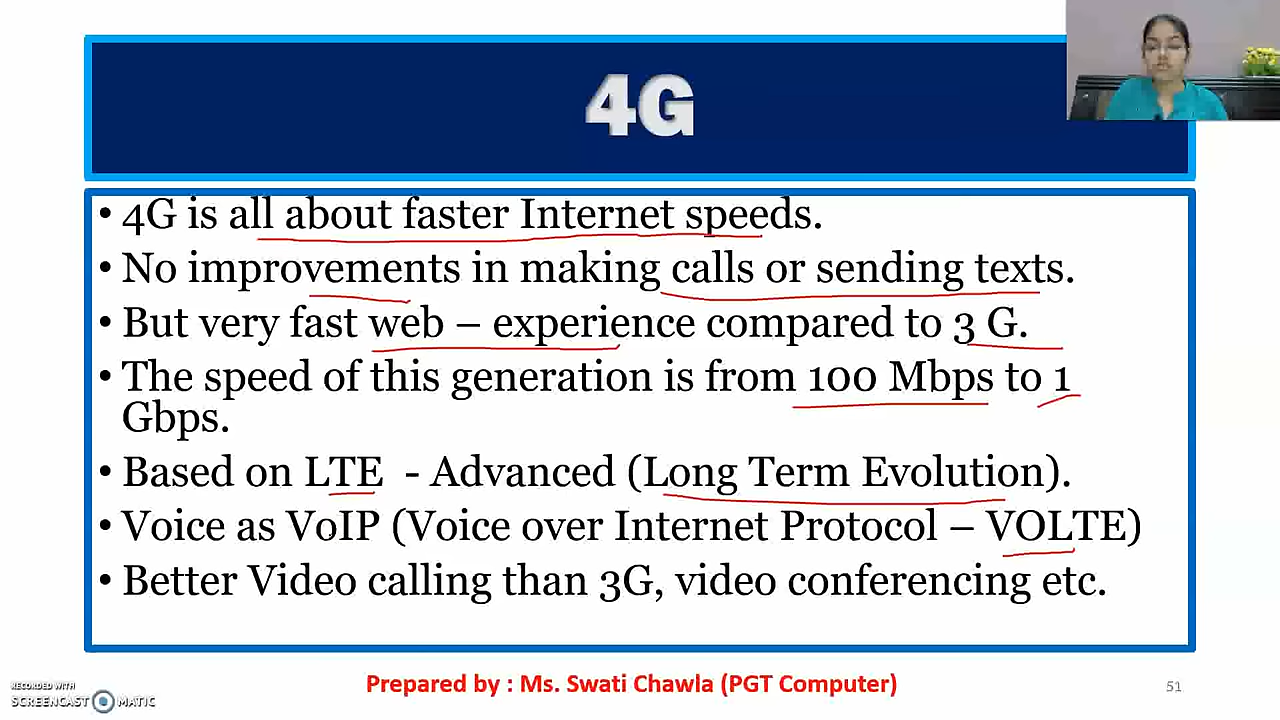 4G
• 4G is all about faster Internet speeds.
• No improvements in making calls or sending texts.
• But very fast web – experience compared to 3 G.
• The speed of this generation is from 100 Mbps to 1
Gbps.
• Based on LTE - Advanced (Long Term Evolution).
• Voice as VoIP (Voice over Internet Protocol – VOLTE)
• Better Video calling than 3G, video conferencing etc.
Prepared by : Ms. Swati Chawla (PGT Computer)
51
RECORDED WITH
SCREENCAST MATIC